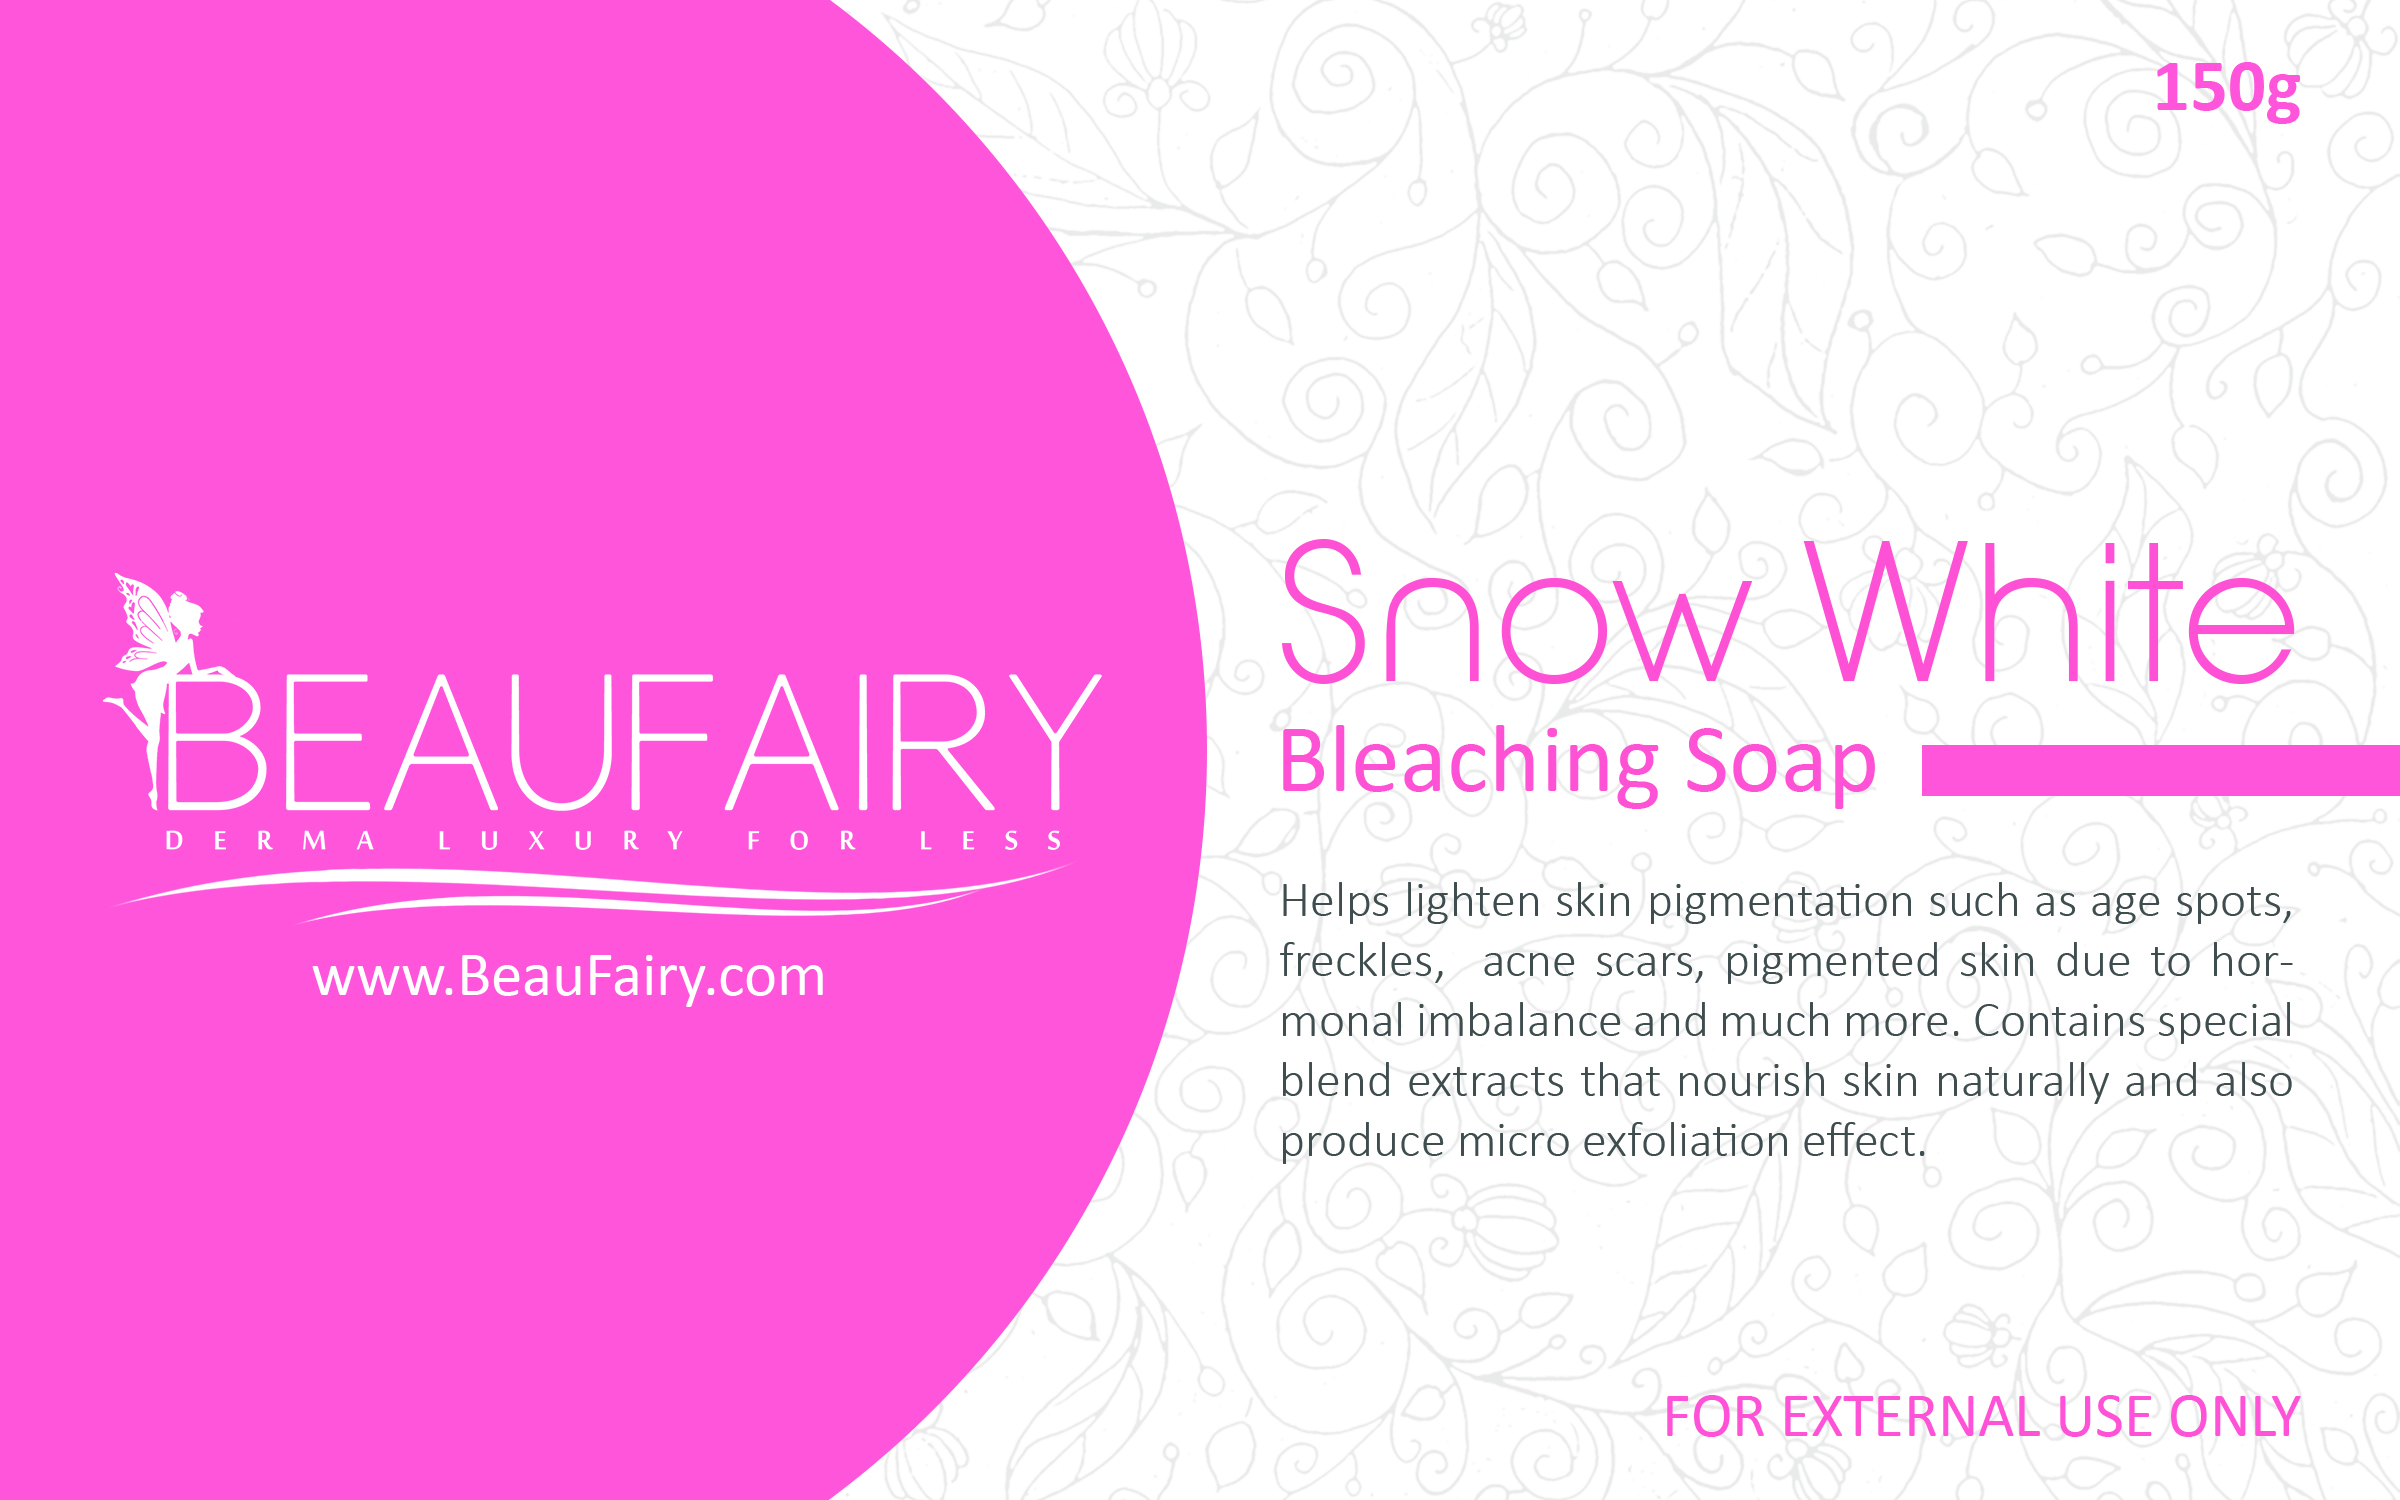 150g
BEAUFAIRY
DERMA LUXURY FOR LESS
www.BeauFairy.com
Snow White
Bleaching Soap
Helps lighten skin pigmentation such as age spots,
freckles,  acne scars, pigmented skin due to hor-
monal imbalance and much more. Contains special
blend extracts that nourish skin naturally and also
produce micro exfoliation effect.
FOR EXTERNAL USE ONLY